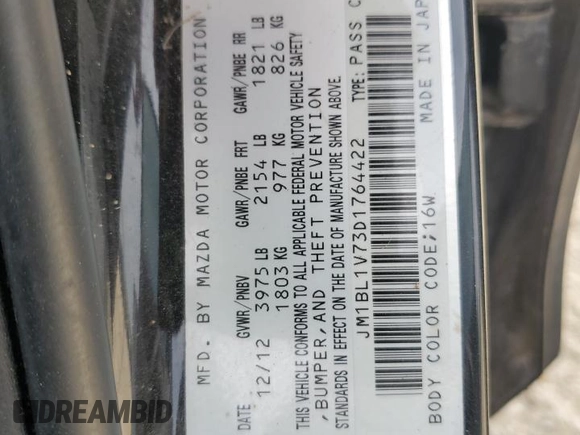 MFD. BY MAZDA MOTOR CORPORATION
DATE GVWR/PNBV GAWR/PNBE FRT GAWR/PNBE RR
12/12 3975 LB 2154 LB 1821 LB
1803 KG 977 KG 826 KG
THIS VEHICLE CONFORMS TO ALL APPLICABLE FEDERAL MOTOR VEHICLE SAFETY
,BUMPER, AND THEFT PREVENTION
STANDARDS IN EFFECT ON THE DATE OF MANUFACTURE SHOWN ABOVE.
JM1BL1V73D1764422 TYPE: PASS C
BODY COLOR CODE;16W MADE IN JAP
IDREAMBID